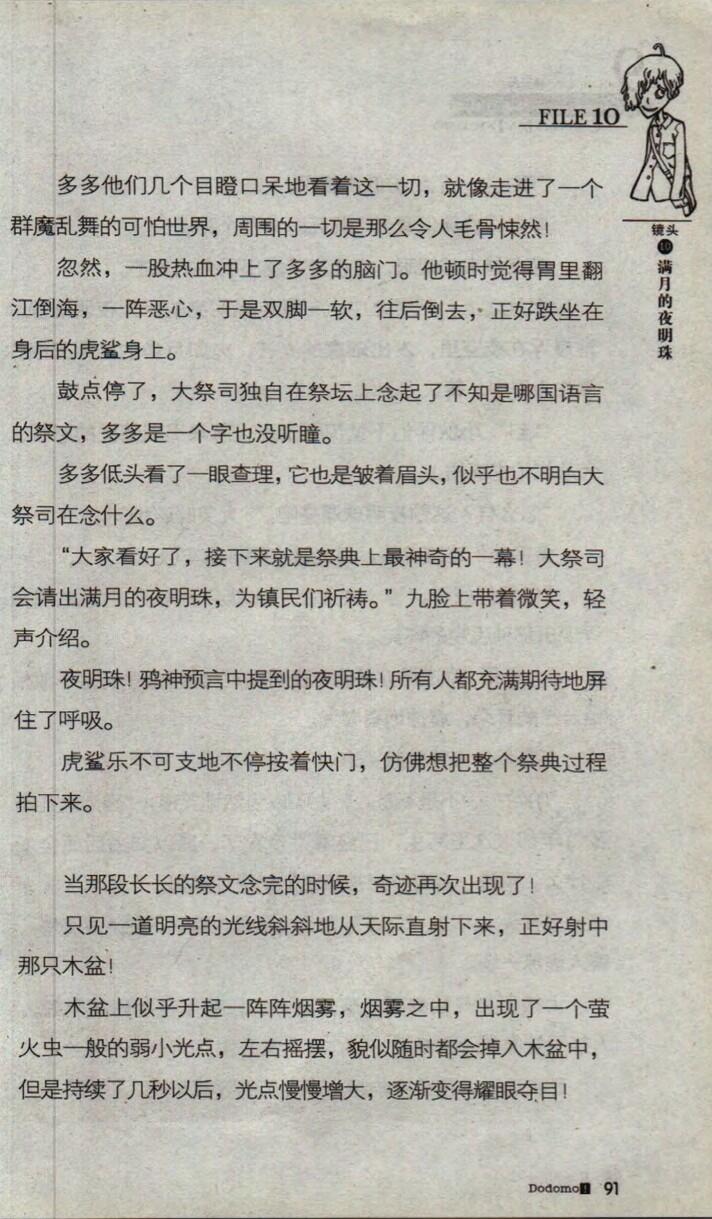 FILE 10
镜头
10
满月的夜明珠
多多他们几个目瞪口呆地看着这一切，就像走进了一个
群魔乱舞的可怕世界，周围的一切是那么令人毛骨悚然！
忽然，一股热血冲上了多多的脑门。他顿时觉得胃里翻
江倒海，一阵恶心，于是双脚一软，往后倒去，正好跌坐在
身后的虎鲨身上。
鼓点停了，大祭司独自在祭坛上念起了不知是哪国语言
的祭文，多多是一个字也没听瞳。
多多低头看了一眼查理，它也是皱着眉头，似乎也不明白大
祭司在念什么。
“大家看好了，接下来就是祭典上最神奇的一幕！大祭司
会请出满月的夜明珠，为镇民们祈祷。”九脸上带着微笑，轻
声介绍。
夜明珠！鸦神预言中提到的夜明珠！所有人都充满期待地屏
住了呼吸。
虎鲨乐不可支地不停按着快门，仿佛想把整个祭典过程
拍下来。
当那段长长的祭文念完的时候，奇迹再次出现了！
只见一道明亮的光线斜斜地从天际直射下来，正好射中
那只木盆！
木盆上似乎升起一阵阵烟雾，烟雾之中，出现了一个萤
火虫一般的弱小光点，左右摇摆，貌似随时都会掉入木盆中，
但是持续了几秒以后，光点慢慢增大，逐渐变得耀眼夺目！
Dodomo! 91